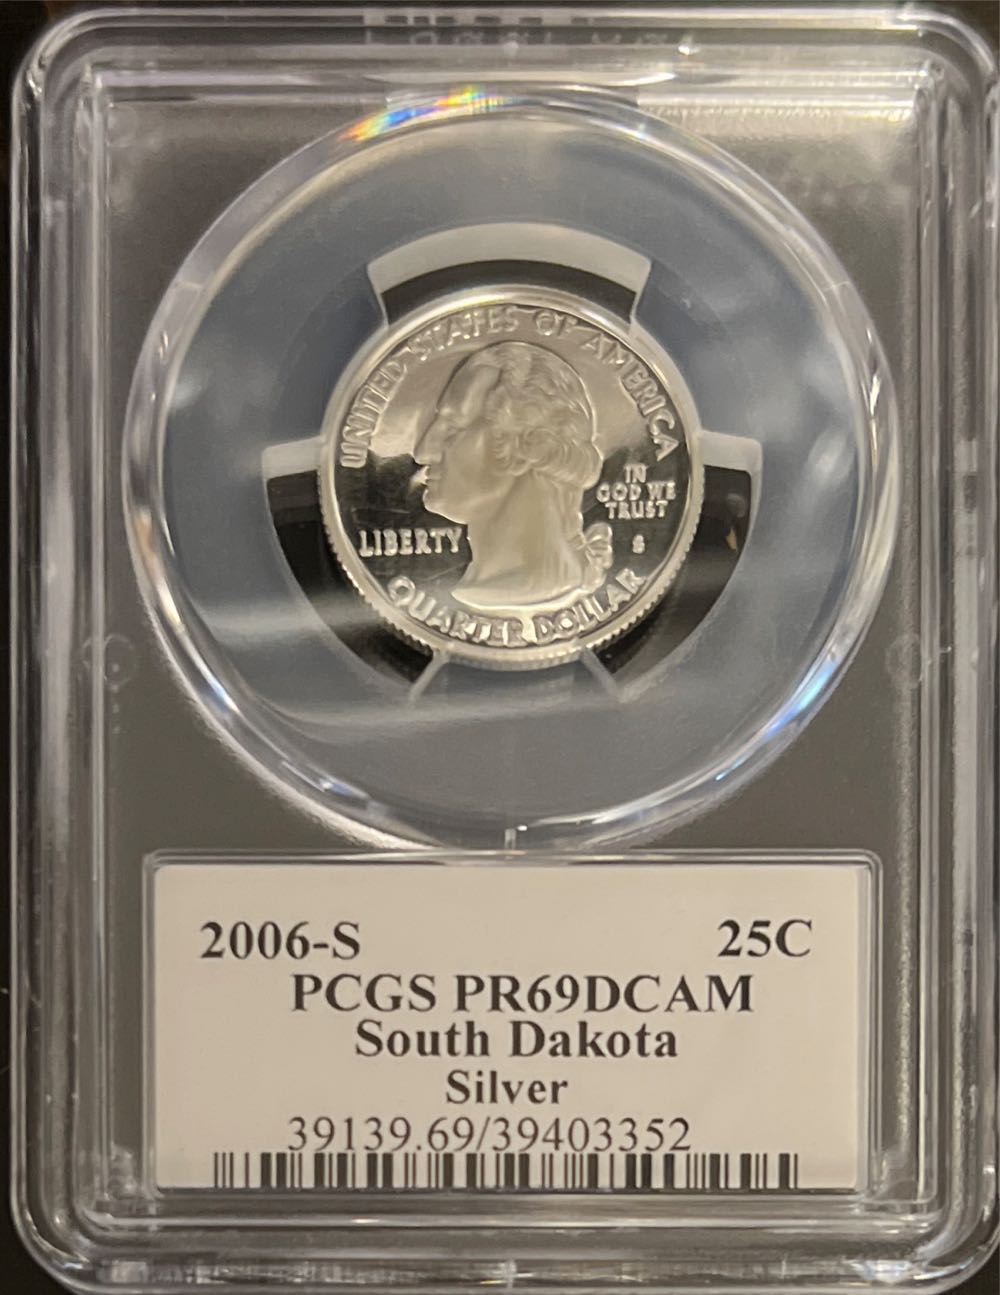 UNITED STATES OF AMERICA
IN
GOD WE
TRUST
LIBERTY
S
QUARTER DOLLAR
2006-S 25C
PCGS PR69DCAM
South Dakota
Silver
39139.69/39403352